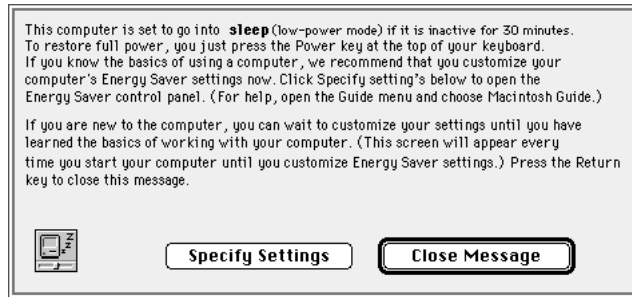 This computer is set to go into sleep (low-power mode) if it is inactive for 30 minutes.
To restore full power, you just press the Power key at the top of your keyboard.
If you know the basics of using a computer, we recommend that you customize your
computer's Energy Saver settings now. Click Specify setting's below to open the
Energy Saver control panel. (For help, open the Guide menu and choose Macintosh Guide.)
If you are new to the computer, you can wait to customize your settings until you have
learned the basics of working with your computer. (This screen will appear every
time you start your computer until you customize Energy Saver settings.) Press the Return
key to close this message.
z z z
Specify Settings Close Message